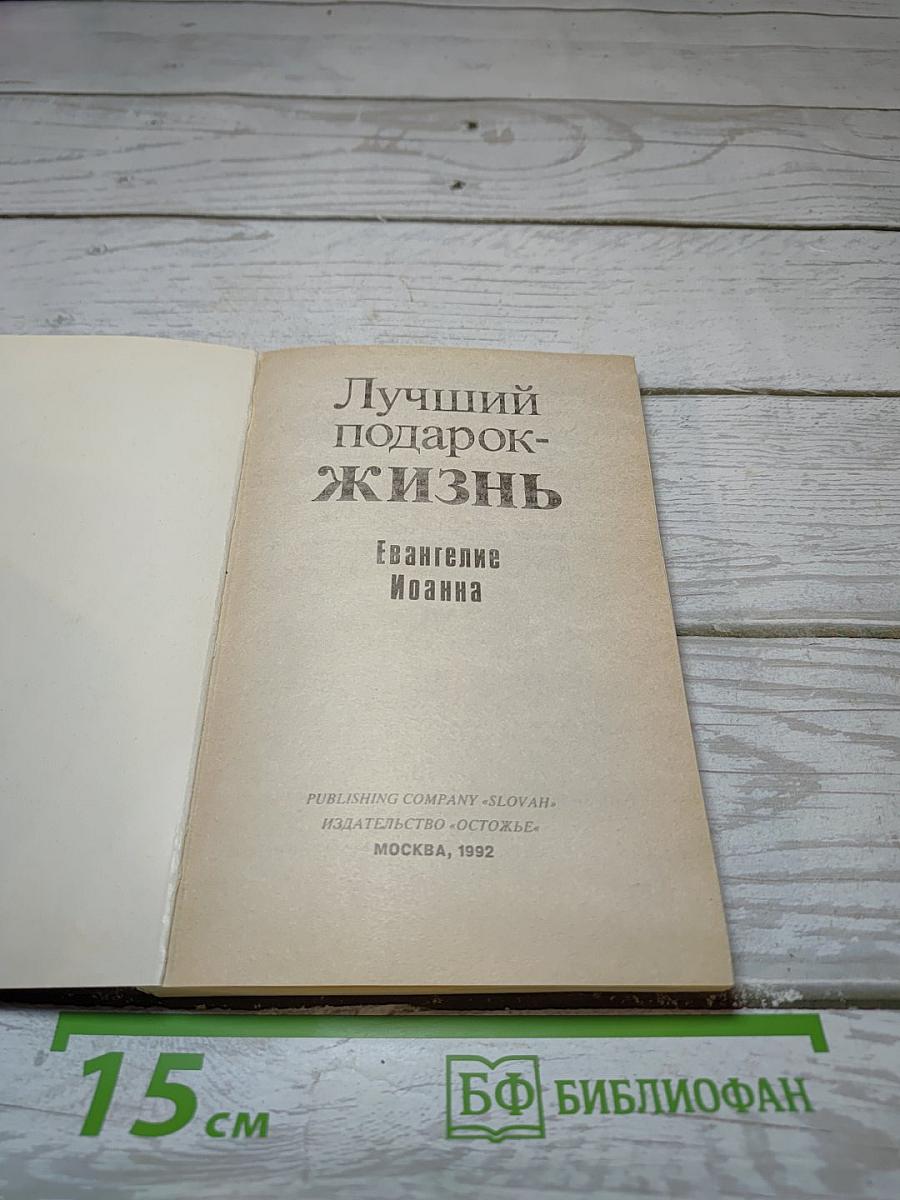 Лучший
подарок-
жизнь
Евангелие
Иоанна
PUBLISHING COMPANY «SLOVAH»
ИЗДАТЕЛЬСТВО «ОСТОЖЬЕ«
МОСКВА, 1992
15 см
БФ БИБЛИОФАН